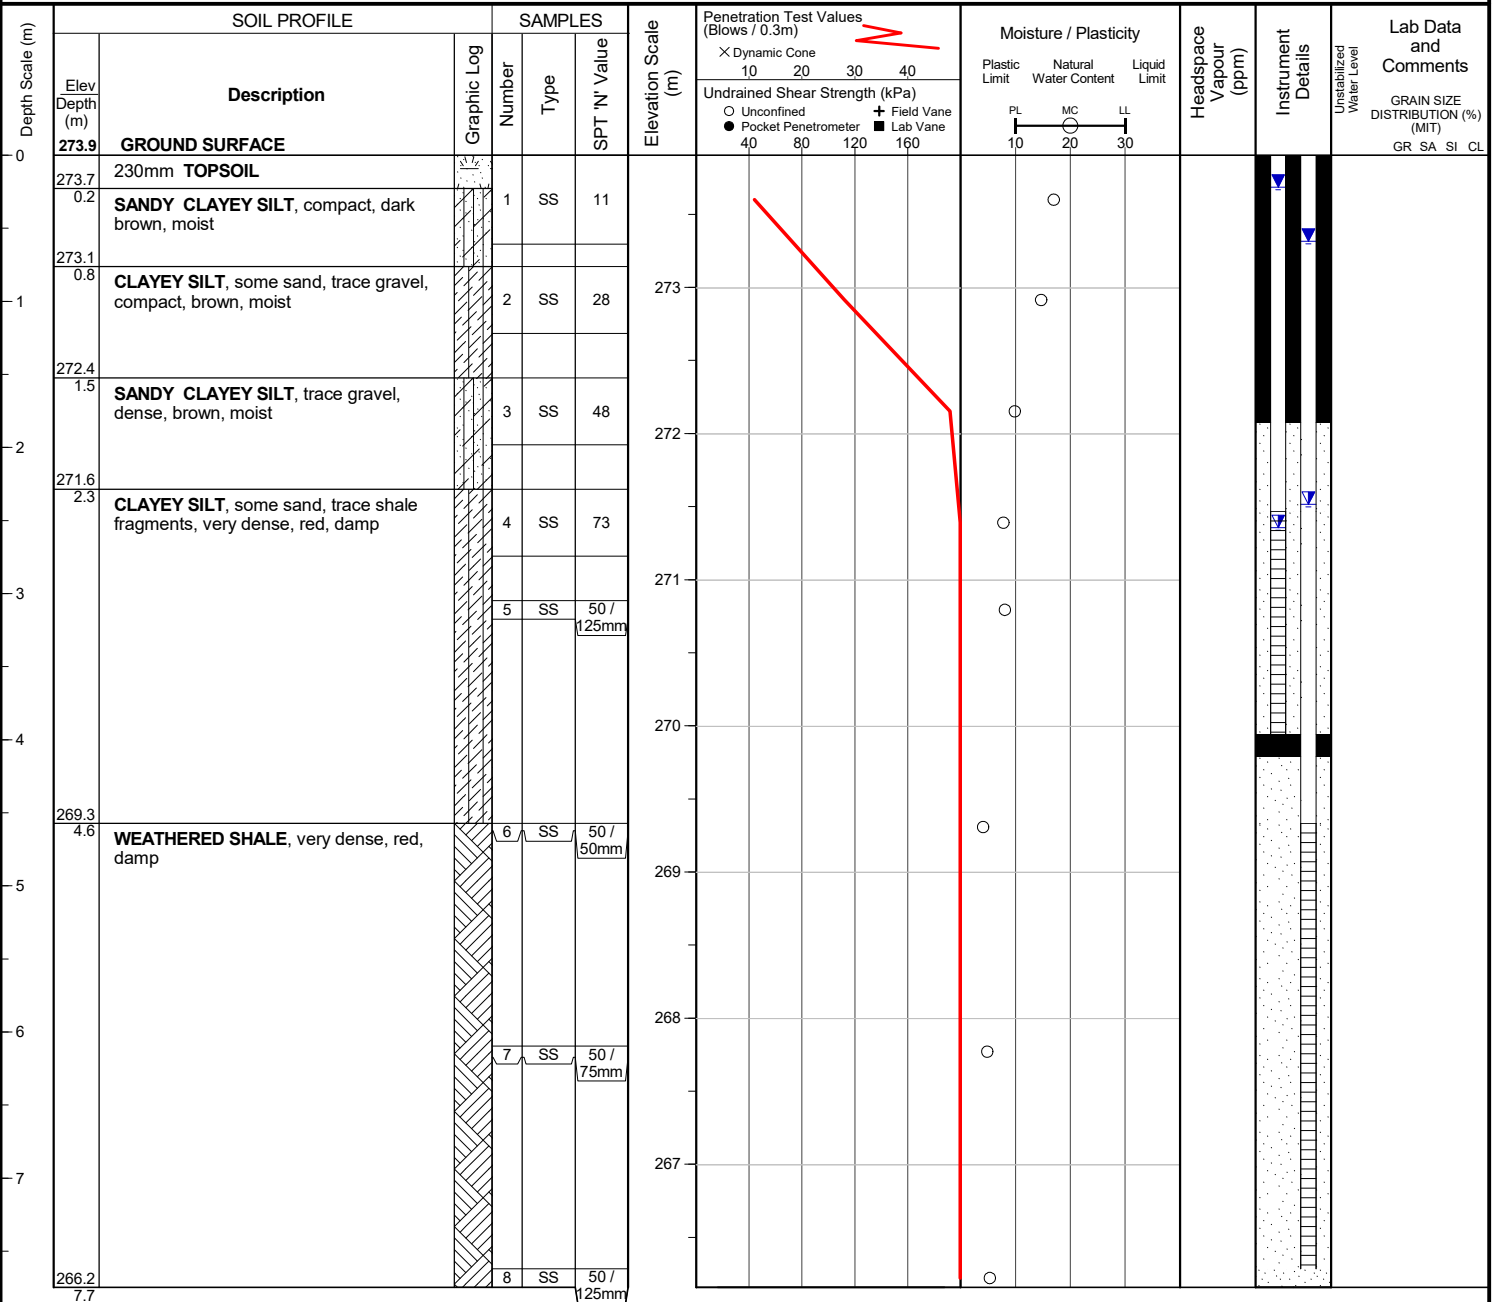 SOIL PROFILE
SAMPLES
Depth Scale (m)
Elev
Depth
(m)
Description
Graphic Log
Number
Type
SPT 'N' Value
Elevation Scale
(m)
Penetration Test Values
(Blows / 0.3m)
Dynamic Cone
10 20 30 40
Undrained Shear Strength (kPa)
Unconfined
Field Vane
Pocket Penetrometer
Lab Vane
40 80 120 160
Moisture / Plasticity
Plastic
Limit
Natural
Water Content
Liquid
Limit
PL MC LL
10 20 30
Headspace
Vapour
(ppm)
Instrument
Details
Unstabilized
Water Level
Lab Data
and
Comments
GRAIN SIZE
DISTRIBUTION (%)
(MIT)
GR SA SI CL
273.9 GROUND SURFACE
0
230mm TOPSOIL
273.7
0.2
SANDY CLAYEY SILT, compact, dark
brown, moist
1 SS 11
273.1
0.8
CLAYEY SILT, some sand, trace gravel,
compact, brown, moist
2 SS 28
273
1
272.4
1.5
SANDY CLAYEY SILT, trace gravel,
dense, brown, moist
3 SS 48
272
2
271.6
2.3
CLAYEY SILT, some sand, trace shale
fragments, very dense, red, damp
4 SS 73
271
3
5 SS 50 /
125mm
270
4
269.3
4.6
WEATHERED SHALE, very dense, red,
damp
6 SS 50 /
50mm
269
5
268
6
7 SS 50 /
75mm
267
7
266.2
7.7
8 SS 50 /
125mm